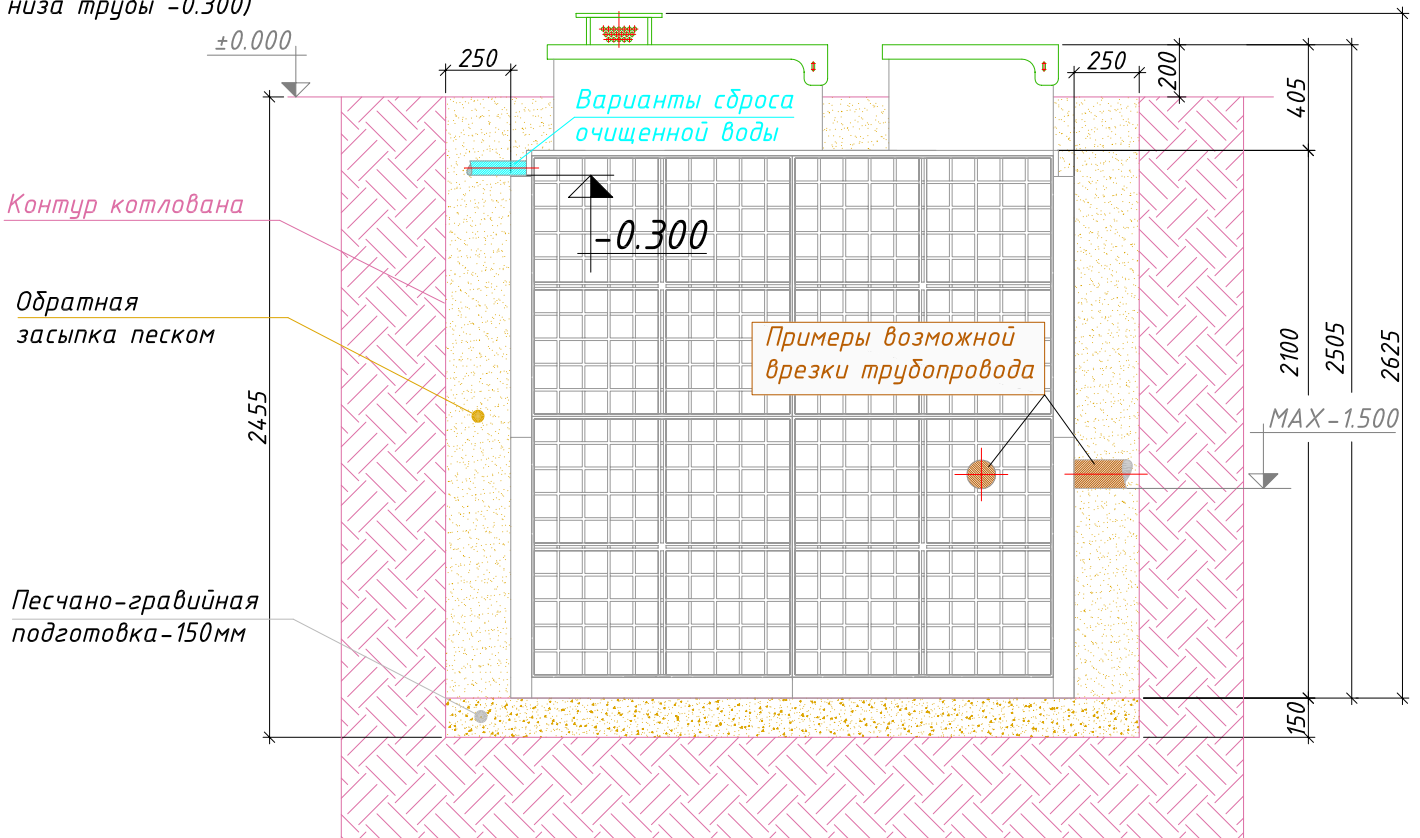 низа трубы -0.300)
±0.000
250
250
200
405
Варианты сброса
очищенной воды
Контур котлована
-0.300
Обратная
засыпка песком
Примеры возможной
врезки трубопровода
2100
2505
2625
2455
MAX-1.500
Песчано-гравийная
подготовка-150мм
150